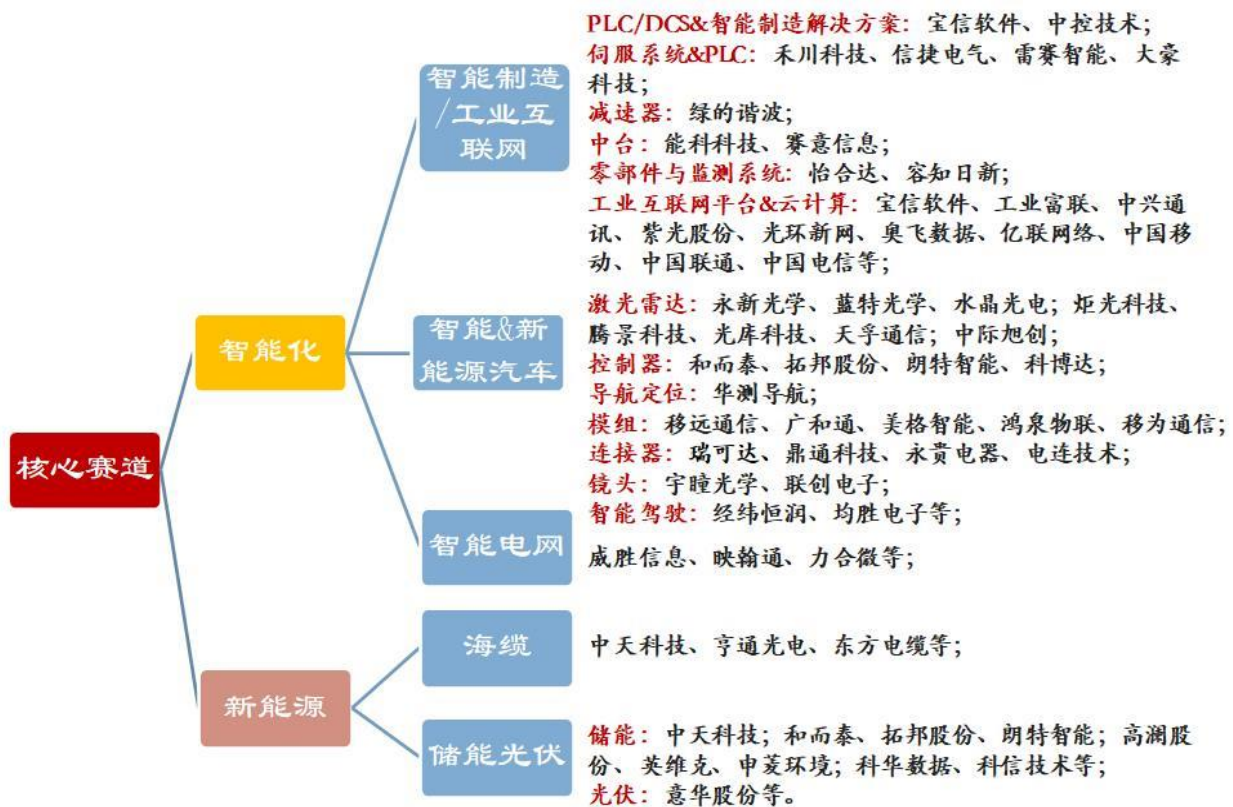 核心赛道
智能化
新能源
智能制造
/工业互
联网
PLC/DCS&智能制造解决方案：宝信软件、中控技术；
伺服系统&PLC：禾川科技、信捷电气、雷赛智能、大豪
科技；
减速器：绿的谐波；
中台：能科科技、赛意信息；
零部件与监测系统：怡合达、容知日新；
工业互联网平台&云计算：宝信软件、工业富联、中兴通
讯、紫光股份、光环新网、奥飞数据、亿联网络、中国移
动、中国联通、中国电信等；
智能&新
能源汽车
激光雷达：永新光学、蓝特光学、水晶光电；炬光科技、
腾景科技、光库科技、天孚通信；中际旭创；
控制器：和而泰、拓邦股份、朗特智能、科博达；
导航定位：华测导航；
模组：移远通信、广和通、美格智能、鸿泉物联、移为通信；
连接器：瑞可达、鼎通科技、永贵电器、电连技术；
镜头：宇瞳光学、联创电子；
智能驾驶：经纬恒润、均胜电子等；
智能电网
威胜信息、映翰通、力合微等；
海缆
中天科技、亨通光电、东方电缆等；
储能光伏
储能：中天科技；和而泰、拓邦股份、朗特智能；高澜股
份、英维克、申菱环境；科华数据、科信技术等；
光伏：意华股份等。